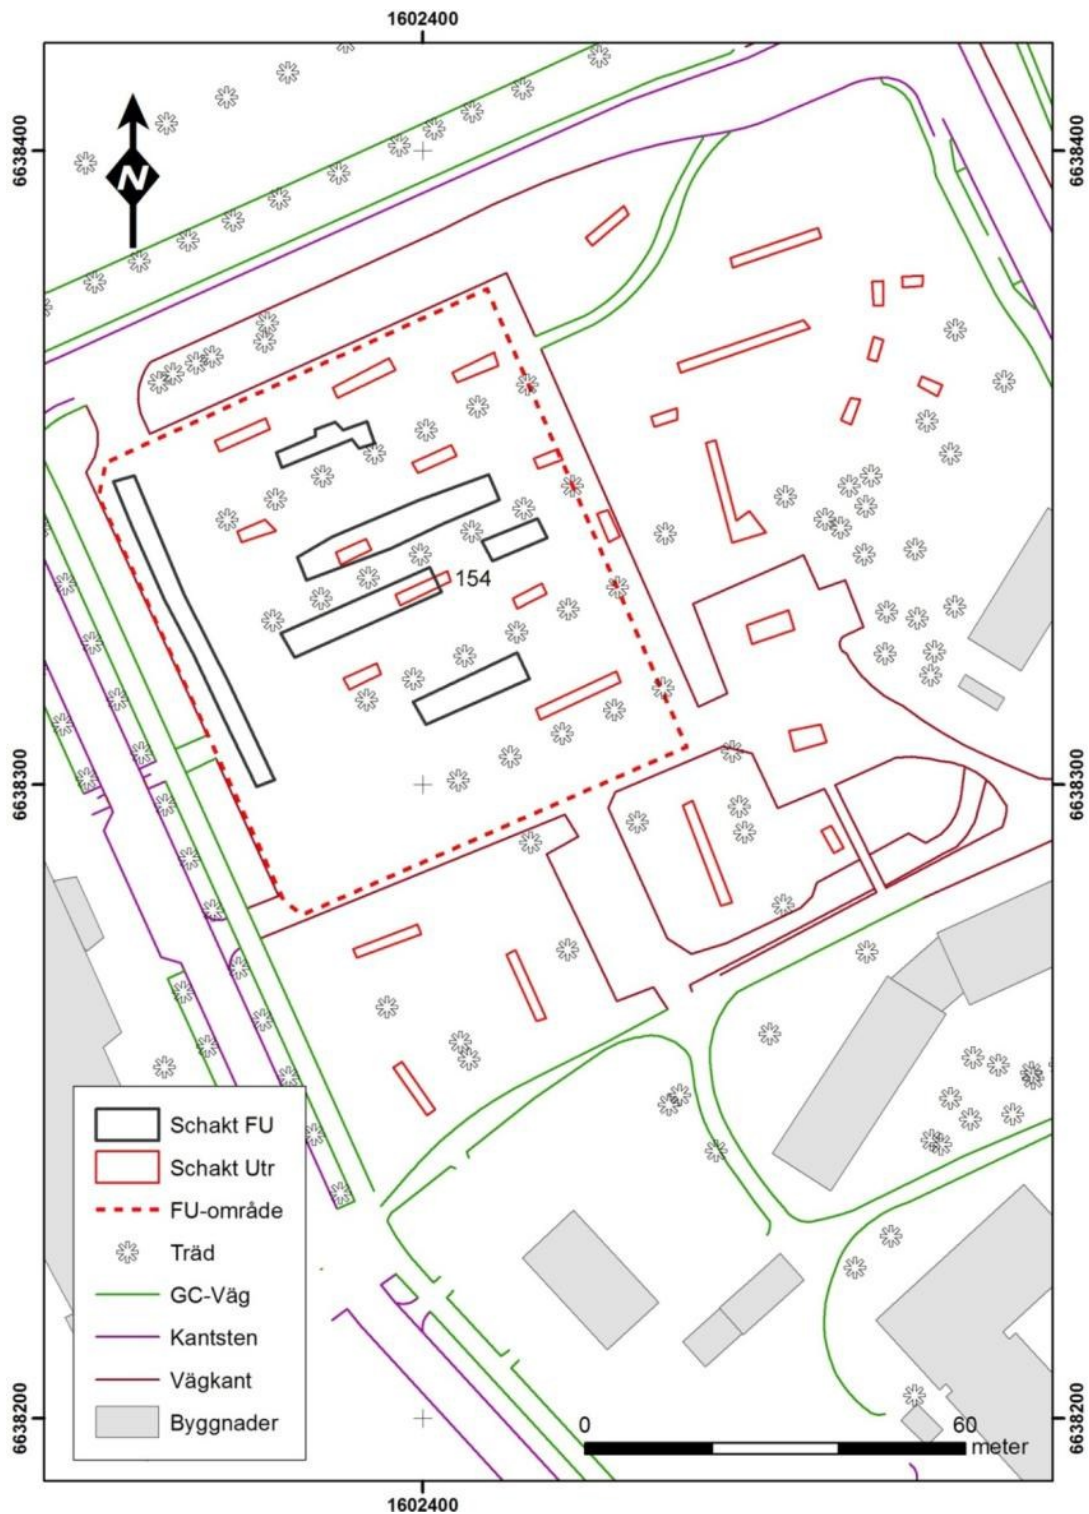 1602400
6638400
6638400
N
154
6638300
6638300
Schakt FU
Schakt Utr
FU-område
Träd
GC-Väg
Kantsten
Vägkant
Byggnader
6638200
6638200
0 60
meter
1602400